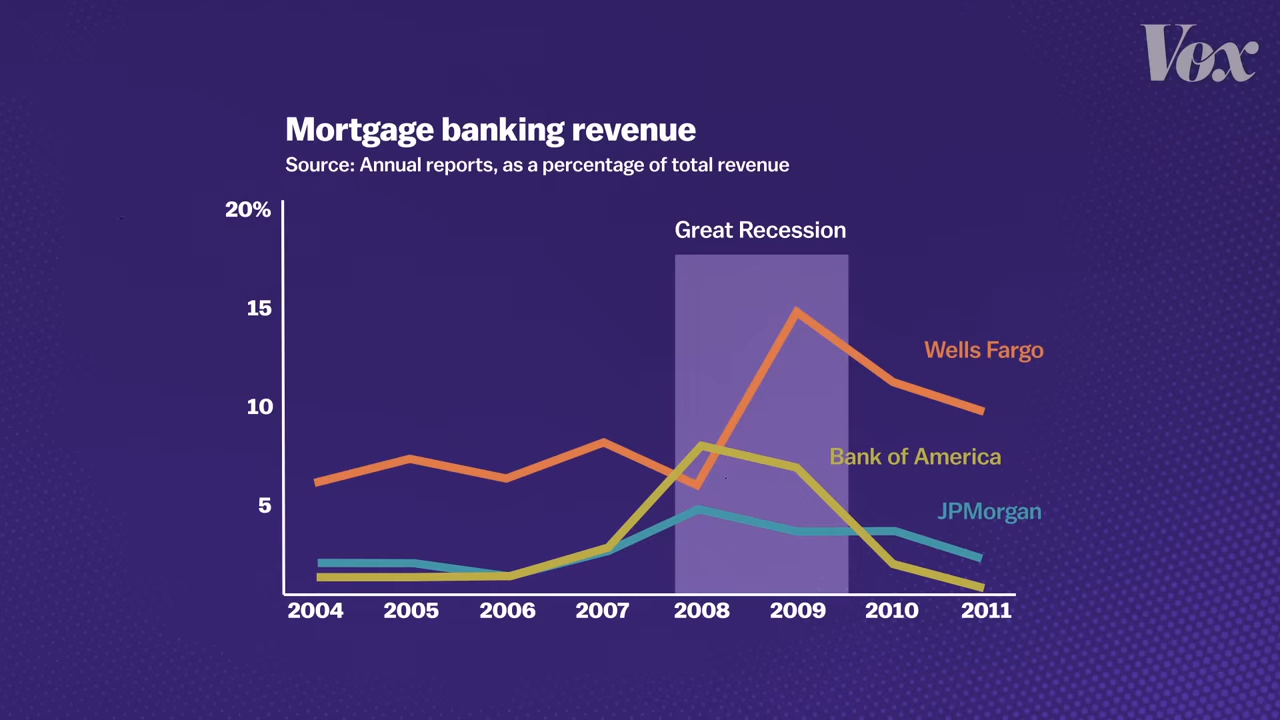 Vox
Mortgage banking revenue
Source: Annual reports, as a percentage of total revenue
20%
Great Recession
15
Wells Fargo
10
Bank of America
5
JPMorgan
2004 2005 2006 2007 2008 2009 2010 2011